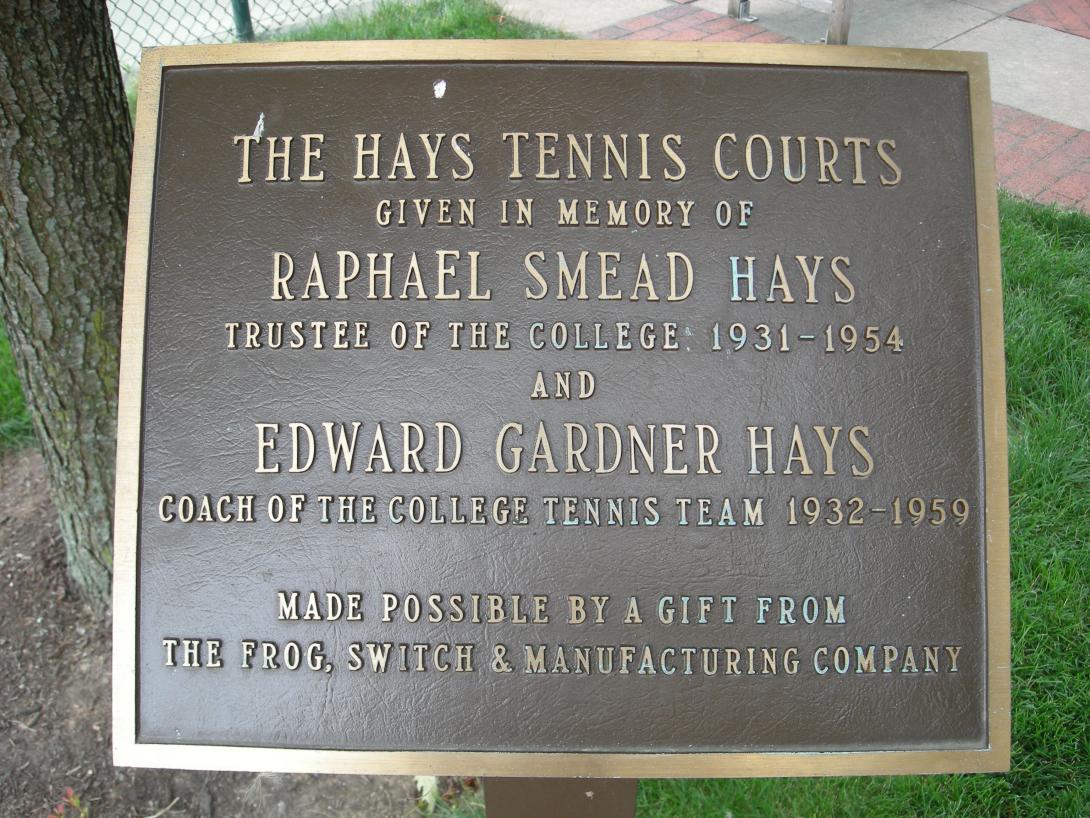 THE HAYS TENNIS COURTS
GIVEN IN MEMORY OF
RAPHAEL SMEAD HAYS
TRUSTEE OF THE COLLEGE 1931-1954
AND
EDWARD GARDNER HAYS
COACH OF THE COLLEGE TENNIS TEAM 1932-1959
MADE POSSIBLE BY A GIFT FROM
THE FROG, SWITCH & MANUFACTURING COMPANY